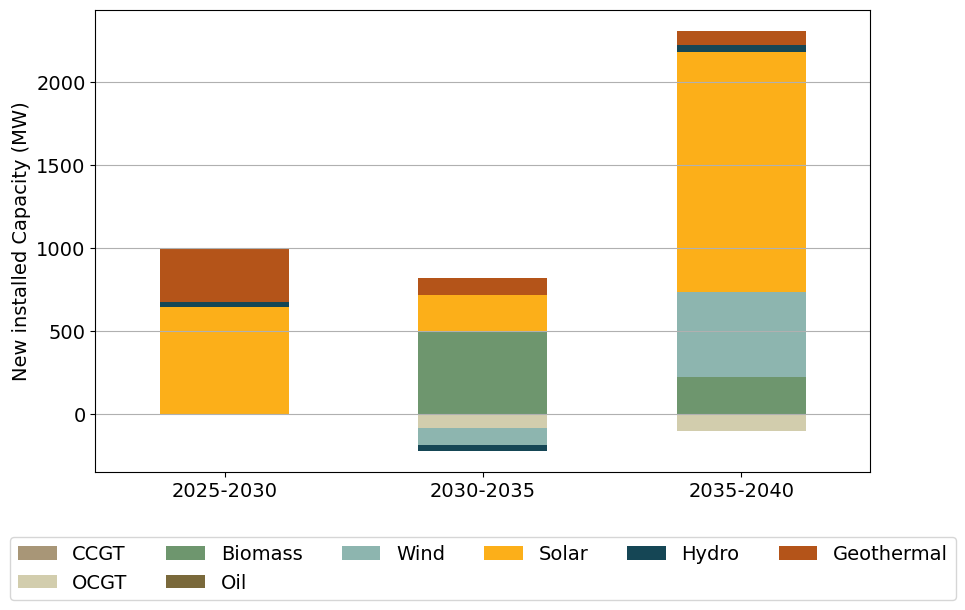 New installed Capacity (MW)
2000
1500
1000
500
0
2025-2030 2030-2035 2035-2040
CCGT Biomass Wind Solar Hydro Geothermal
OCGT Oil